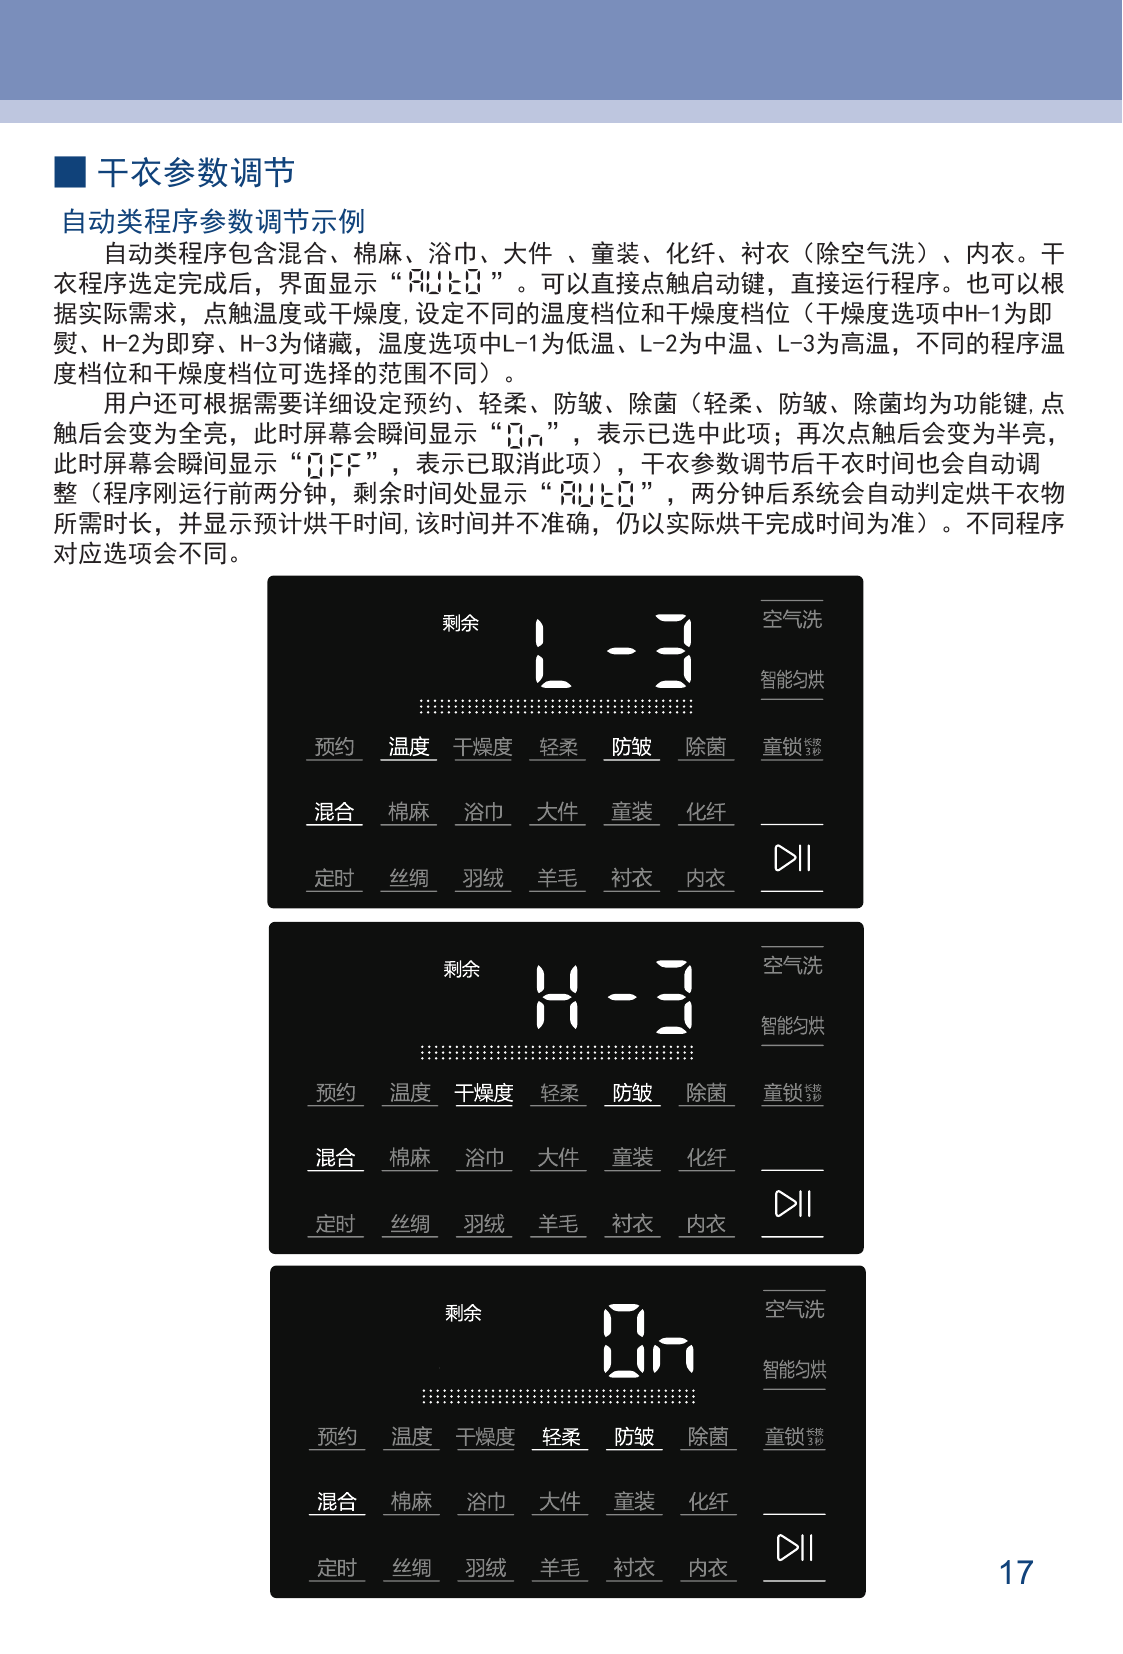 干衣参数调节
自动类程序参数调节示例
自动类程序包含混合、棉麻、浴巾、大件 、童装、化纤、衬衣（除空气洗）、内衣。干
衣程序选定完成后，界面显示“AUtO ”。可以直接点触启动键，直接运行程序。也可以根
据实际需求，点触温度或干燥度,设定不同的温度档位和干燥度档位（干燥度选项中H-1为即
熨、H-2为即穿、H-3为储藏，温度选项中L-1为低温、L-2为中温、L-3为高温，不同的程序温
度档位和干燥度档位可选择的范围不同）。
用户还可根据需要详细设定预约、轻柔、防皱、除菌（轻柔、防皱、除菌均为功能键,点
触后会变为全亮，此时屏幕会瞬间显示“On”，表示已选中此项；再次点触后会变为半亮，
此时屏幕会瞬间显示“OFF”，表示已取消此项），干衣参数调节后干衣时间也会自动调
整（程序刚运行前两分钟，剩余时间处显示“AUtO”，两分钟后系统会自动判定烘干衣物
所需时长，并显示预计烘干时间,该时间并不准确，仍以实际烘干完成时间为准）。不同程序
对应选项会不同。
剩余 L-3 空气洗
智能匀烘
预约 温度 干燥度 轻柔 防皱 除菌 童锁长按3秒
混合 棉麻 浴巾 大件 童装 化纤
定时 丝绸 羽绒 羊毛 衬衣 内衣
剩余 H-3 空气洗
智能匀烘
预约 温度 干燥度 轻柔 防皱 除菌 童锁长按3秒
混合 棉麻 浴巾 大件 童装 化纤
定时 丝绸 羽绒 羊毛 衬衣 内衣
剩余 On 空气洗
智能匀烘
预约 温度 干燥度 轻柔 防皱 除菌 童锁长按3秒
混合 棉麻 浴巾 大件 童装 化纤
定时 丝绸 羽绒 羊毛 衬衣 内衣
17